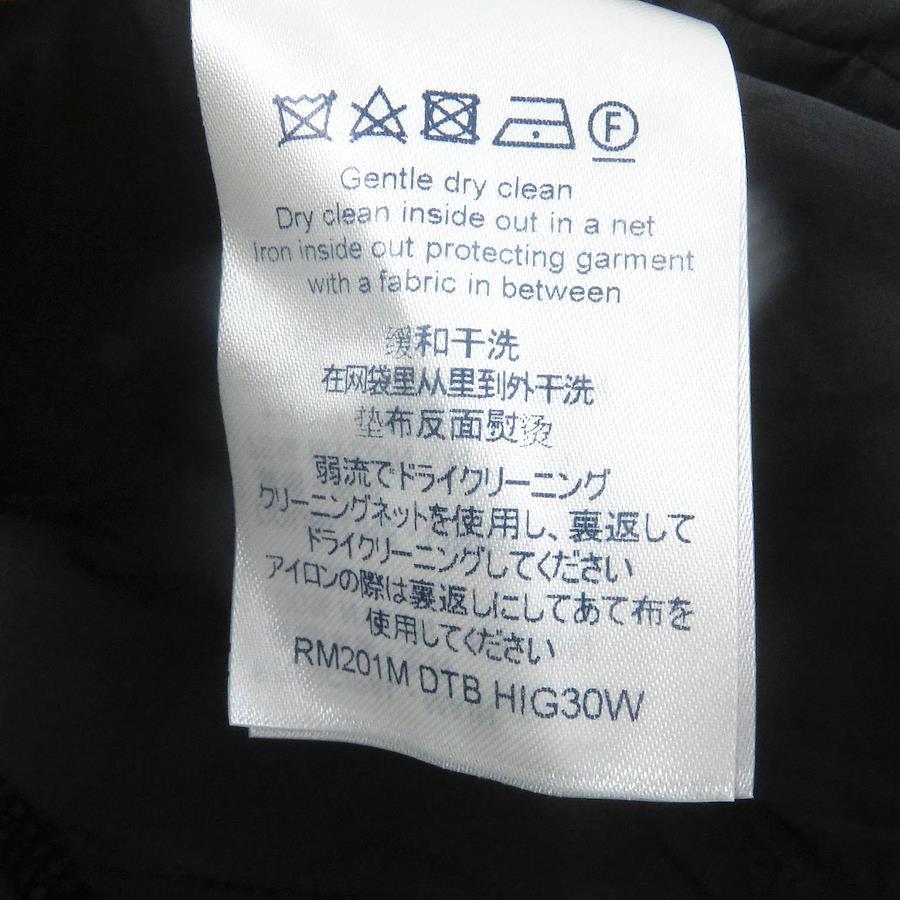 F
Gentle dry clean
Dry clean inside out in a net
Iron inside out protecting garment
with a fabric in between
缓和干洗
在网袋里从里到外干洗
垫布反面熨烫
弱流でドライクリーニング
クリーニングネットを使用し、裏返して
ドライクリーニングしてください
アイロンの際は裏返しにしてあて布を
使用してください
RM201M DTB HIG30W